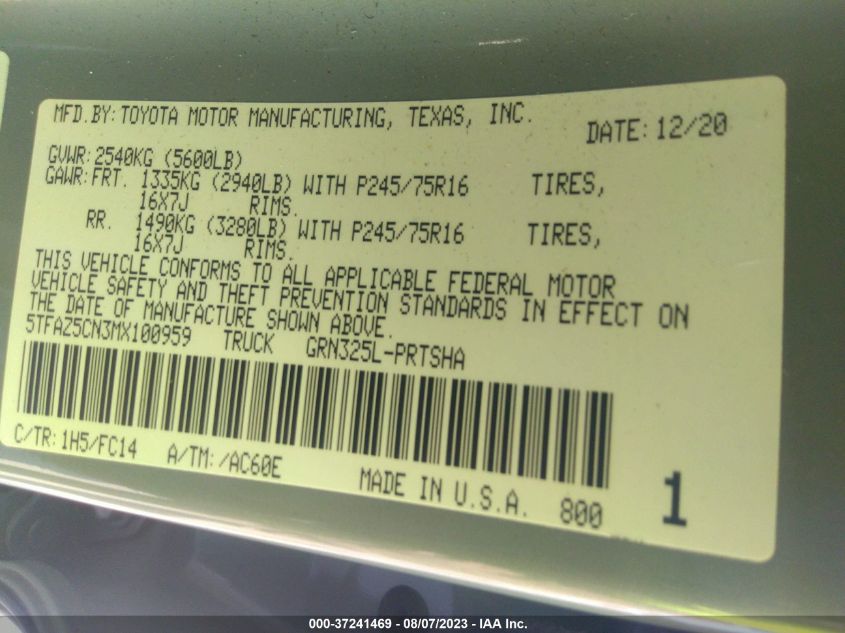 MFD.BY:TOYOTA MOTOR MANUFACTURING, TEXAS, INC. DATE:12/20
GVWR:2540KG (5600LB)
GAWR:FRT. 1335KG (2940LB) WITH P245/75R16 TIRES,
16X7J RIMS.
RR. 1490KG (3280LB) WITH P245/75R16 TIRES,
16X7J RIMS.
THIS VEHICLE CONFORMS TO ALL APPLICABLE FEDERAL MOTOR
VEHICLE SAFETY AND THEFT PREVENTION STANDARDS IN EFFECT ON
THE DATE OF MANUFACTURE SHOWN ABOVE.
5TFAZ5CN3MX100959 TRUCK GRN325L-PRTSHA
C/TR:1H5/FC14 A/TM:/AC60E MADE IN U.S.A. 800 1
000-37241469 - 08/07/2023 - IAA Inc.